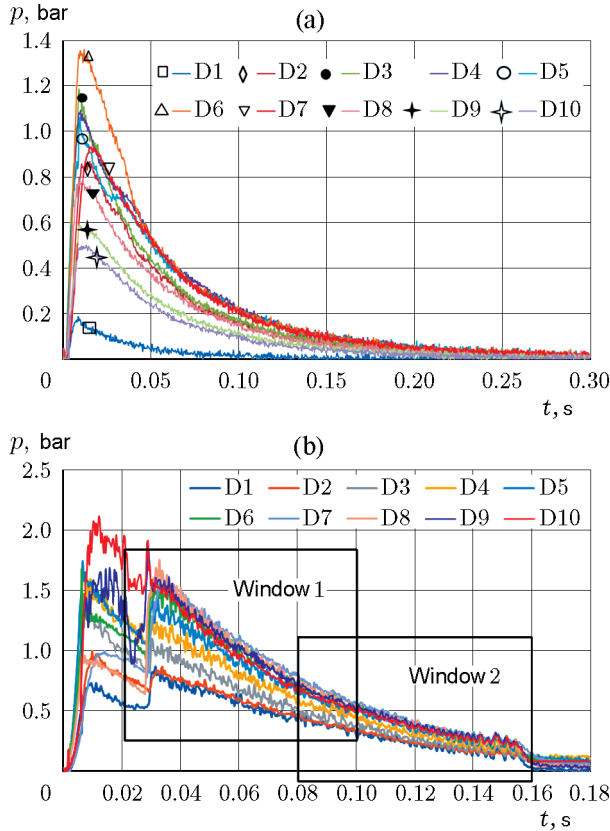 (a)
p, bar
1.4
1.2
1.0
0.8
0.6
0.4
0.2
0
D1 D2 D3 D4 D5
D6 D7 D8 D9 D10
0.05 0.10 0.15 0.20 0.25 0.30
t, s
(b)
p, bar
2.5
2.0
1.5
1.0
0.5
0
D1 D2 D3 D4 D5
D6 D7 D8 D9 D10
Window 1
Window 2
0.02 0.04 0.06 0.08 0.10 0.12 0.14 0.16 0.18
t, s